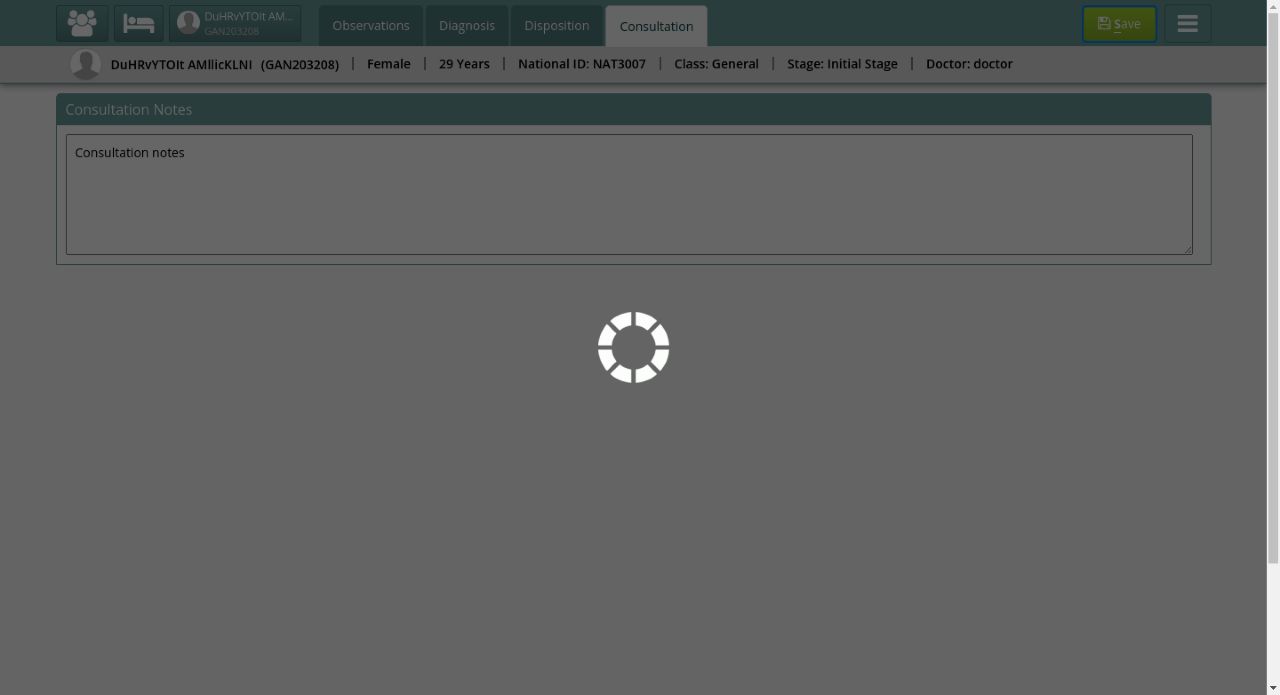 DuHRvYTOIt AM...
GAN203208
Observations
Diagnosis
Disposition
Consultation
Save
DuHRvYTOIt AMllicKLNI (GAN203208) | Female | 29 Years | National ID: NAT3007 | Class: General | Stage: Initial Stage | Doctor: doctor
Consultation Notes
Consultation notes